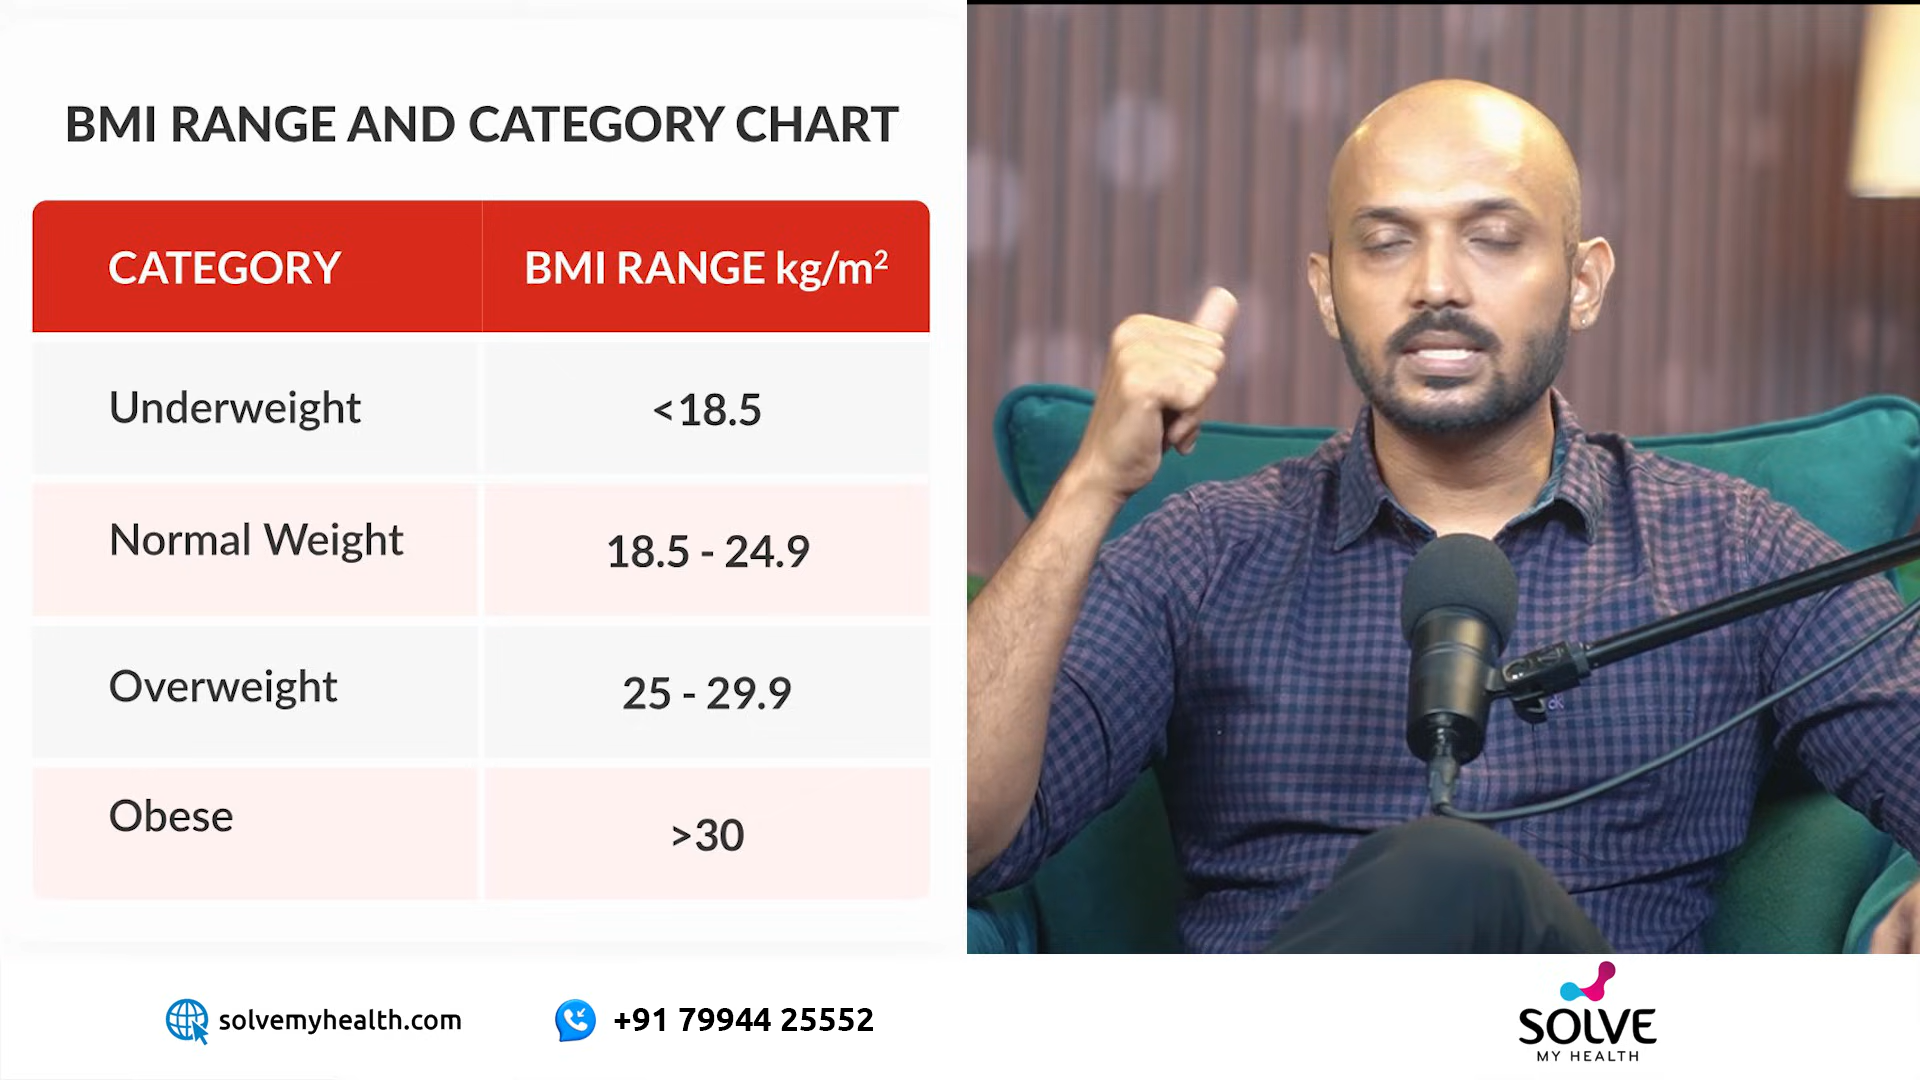 BMI RANGE AND CATEGORY CHART
CATEGORY BMI RANGE kg/m²
Underweight <18.5
Normal Weight 18.5 - 24.9
Overweight 25 - 29.9
Obese >30
solvemyhealth.com +91 79944 25552
SOLVE
MY HEALTH